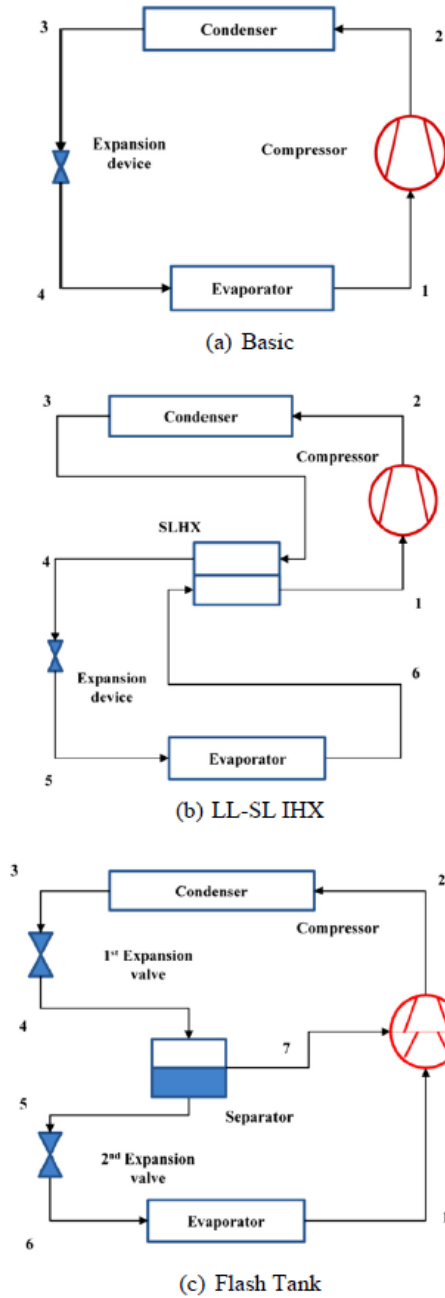 3
Condenser
2
Expansion
device
Compressor
4
Evaporator
1
(a) Basic
3
Condenser
2
Compressor
SLHX
4
1
6
Expansion
device
Evaporator
5
(b) LL-SL IHX
3
Condenser
2
Compressor
1st Expansion
valve
4
7
5
Separator
2nd Expansion
valve
Evaporator
1
6
(c) Flash Tank